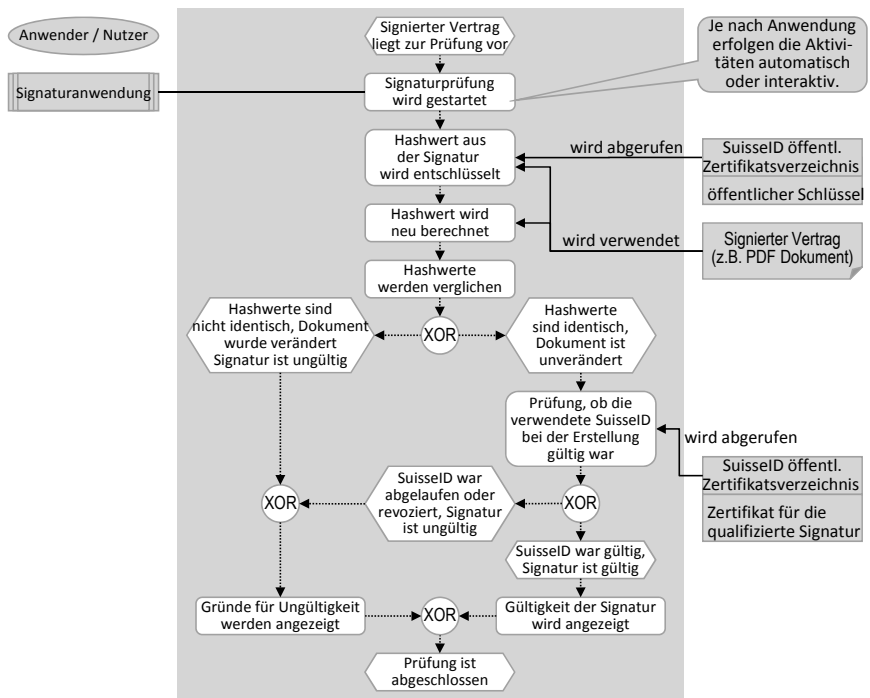 Anwender / Nutzer
Signierter Vertrag
liegt zur Prüfung vor
Je nach Anwendung
erfolgen die Aktivi-
täten automatisch
oder interaktiv.
Signaturanwendung
Signaturprüfung
wird gestartet
Hashwert aus
der Signatur
wird entschlüsselt
wird abgerufen
SuisseID öffentl.
Zertifikatsverzeichnis
öffentlicher Schlüssel
Hashwert wird
neu berechnet
wird verwendet
Signierter Vertrag
(z.B. PDF Dokument)
Hashwerte
werden verglichen
Hashwerte sind
nicht identisch, Dokument
wurde verändert
Signatur ist ungültig
XOR
Hashwerte
sind identisch,
Dokument ist
unverändert
Prüfung, ob die
verwendete SuisseID
bei der Erstellung
gültig war
wird abgerufen
SuisseID öffentl.
Zertifikatsverzeichnis
Zertifikat für die
qualifizierte Signatur
XOR
SuisseID war
abgelaufen oder
revoziert, Signatur
ist ungültig
XOR
SuisseID war gültig,
Signatur ist gültig
Gründe für Ungültigkeit
werden angezeigt
XOR
Gültigkeit der Signatur
wird angezeigt
Prüfung ist
abgeschlossen